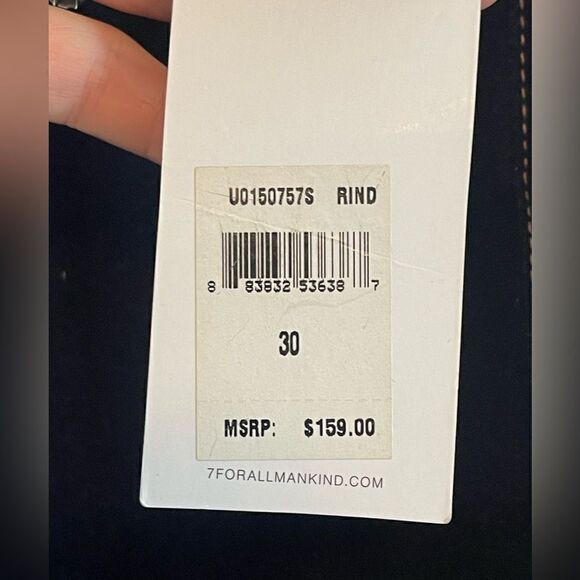 U0150757S RIND
8 83832 53638 7
30
MSRP: $159.00
7FORALLMANKIND.COM